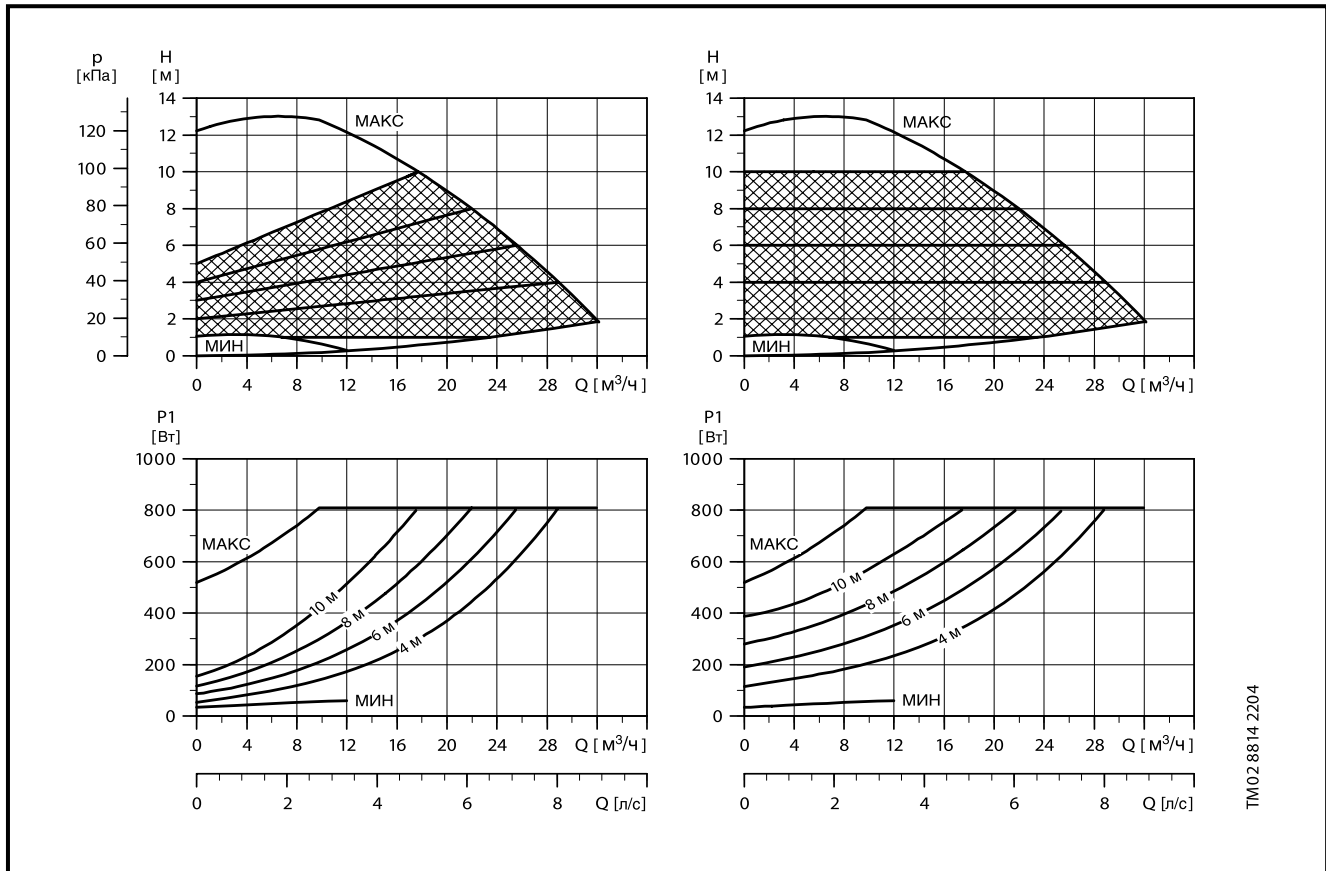 p
[кПа]
H
[м]
14
12
10
8
6
4
2
0
120
100
80
60
40
20
0
МАКС
МИН
0 4 8 12 16 20 24 28 Q [м³/ч]
H
[м]
14
12
10
8
6
4
2
0
МАКС
МИН
0 4 8 12 16 20 24 28 Q [м³/ч]
P1
[Вт]
1000
800
600
400
200
0
МАКС
10 м
8 м
6 м
4 м
МИН
0 4 8 12 16 20 24 28 Q [м³/ч]
0 2 4 6 8 Q [л/с]
P1
[Вт]
1000
800
600
400
200
0
МАКС
10 м
8 м
6 м
4 м
МИН
0 4 8 12 16 20 24 28 Q [м³/ч]
0 2 4 6 8 Q [л/с]
TM02 8814 2204